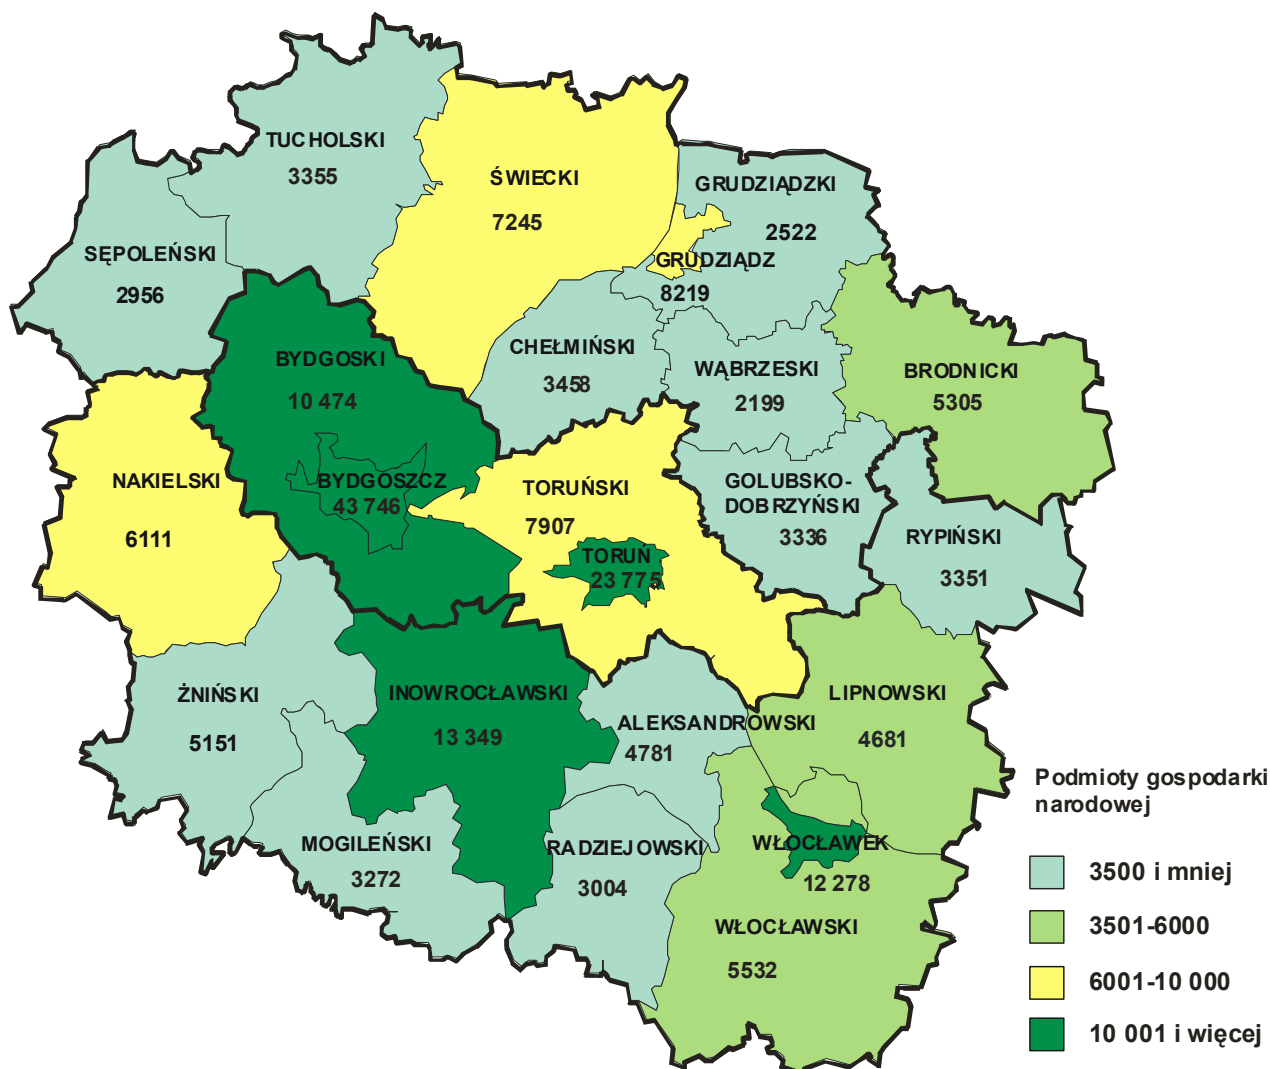 TUCHOLSKI
3355
ŚWIECKI
7245
GRUDZIĄDZKI
2522
SĘPOLEŃSKI
2956
GRUDZIĄDZ
8219
BYDGOSKI
10 474
CHEŁMIŃSKI
3458
WĄBRZESKI
2199
BRODNICKI
5305
NAKIELSKI
6111
BYDGOSZCZ
43 746
TORUŃSKI
7907
GOLUBSKO-
DOBRZYŃSKI
3336
RYPIŃSKI
3351
TORUŃ
23 775
ŻNIŃSKI
5151
INOWROCŁAWSKI
13 349
ALEKSANDROWSKI
4781
LIPNOWSKI
4681
MOGILEŃSKI
3272
RADZIEJOWSKI
3004
WŁOCŁAWEK
12 278
WŁOCŁAWSKI
5532
Podmioty gospodarki
narodowej
3500 i mniej
3501-6000
6001-10 000
10 001 i więcej